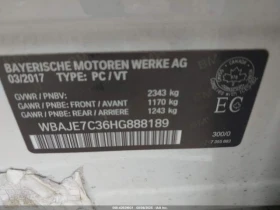 BAYERISCHE MOTOREN WERKE AG
03/2017 TYPE: PC / VT
GVWR / PNBV: 2343 kg
GAWR / PNBE: FRONT / AVANT 1170 kg
GAWR / PNBE: REAR / ARRIERE 1243 kg
WBAJE7C36HG888189
EC
300/0